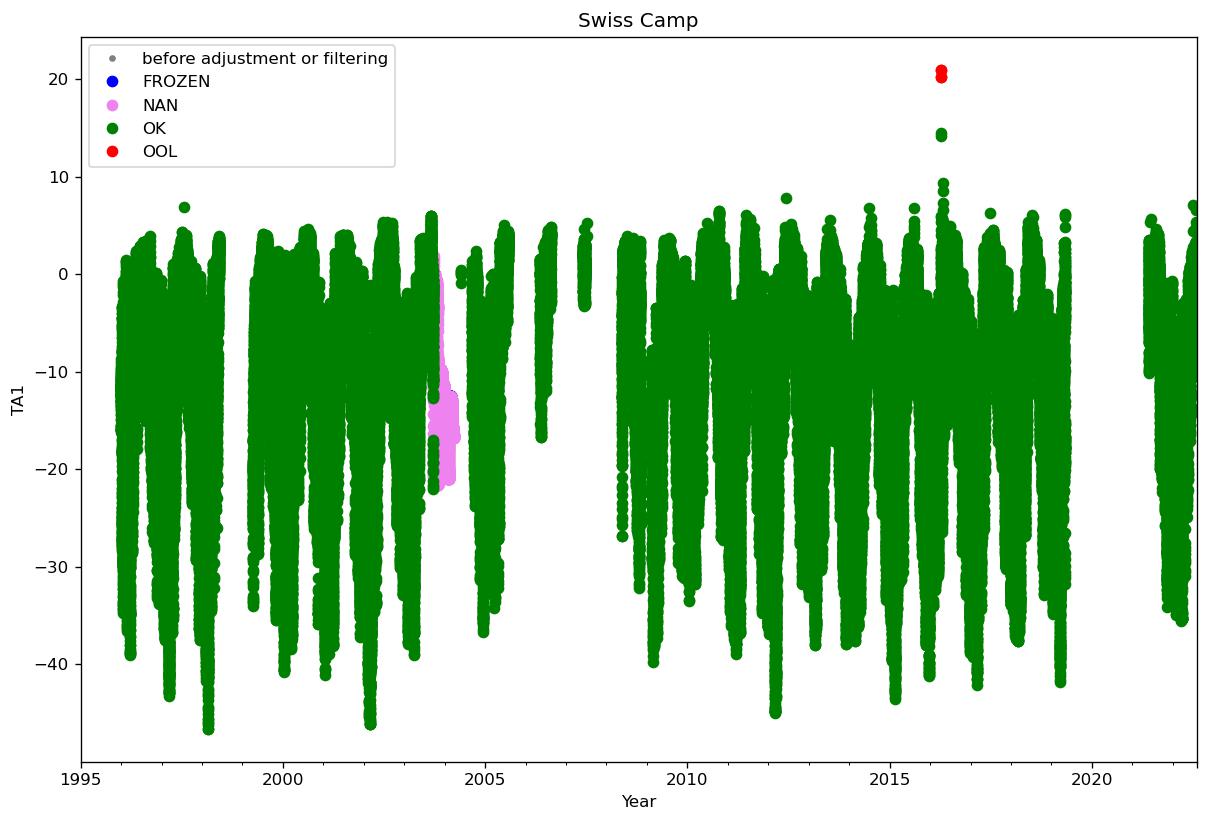 Swiss Camp
before adjustment or filtering
FROZEN
NAN
OK
OOL
20
10
0
−10
−20
−30
−40
TA1
1995 2000 2005 2010 2015 2020
Year